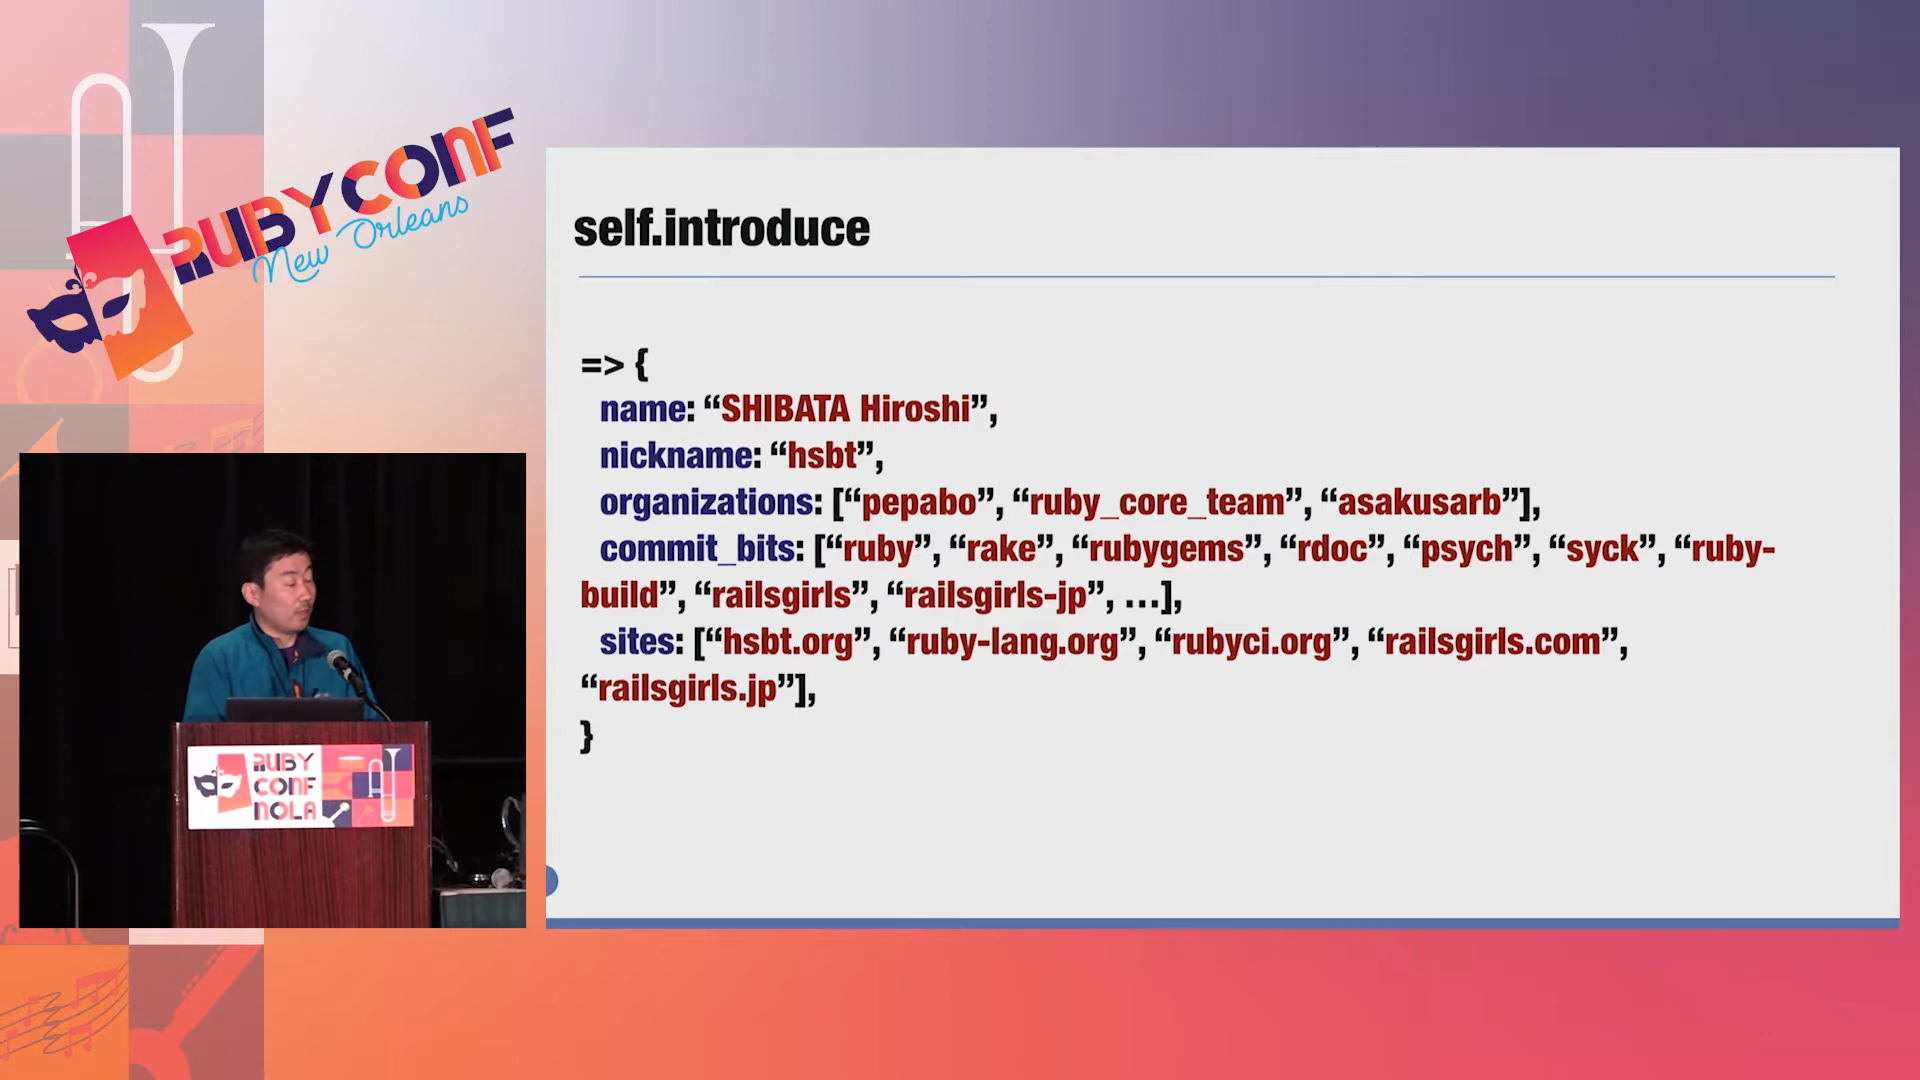 RUBYCONF
New Orleans
self.introduce
=> {
name: “SHIBATA Hiroshi”,
nickname: “hsbt”,
organizations: [“pepabo”, “ruby_core_team”, “asakusarb”],
commit_bits: [“ruby”, “rake”, “rubygems”, “rdoc”, “psych”, “syck”, “ruby-
build”, “railsgirls”, “railsgirls-jp”, …],
sites: [“hsbt.org”, “ruby-lang.org”, “rubyci.org”, “railsgirls.com”,
“railsgirls.jp”],
}
RUBY
CONF
NOLA